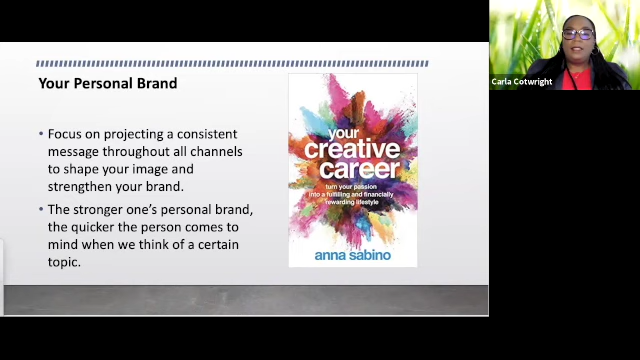 Your Personal Brand
• Focus on projecting a consistent
message throughout all channels
to shape your image and
strengthen your brand.
• The stronger one's personal brand,
the quicker the person comes to
mind when we think of a certain
topic.
your
creative
career
turn your passion
into a fulfilling and financially
rewarding lifestyle
anna sabino
Carla Cotwright